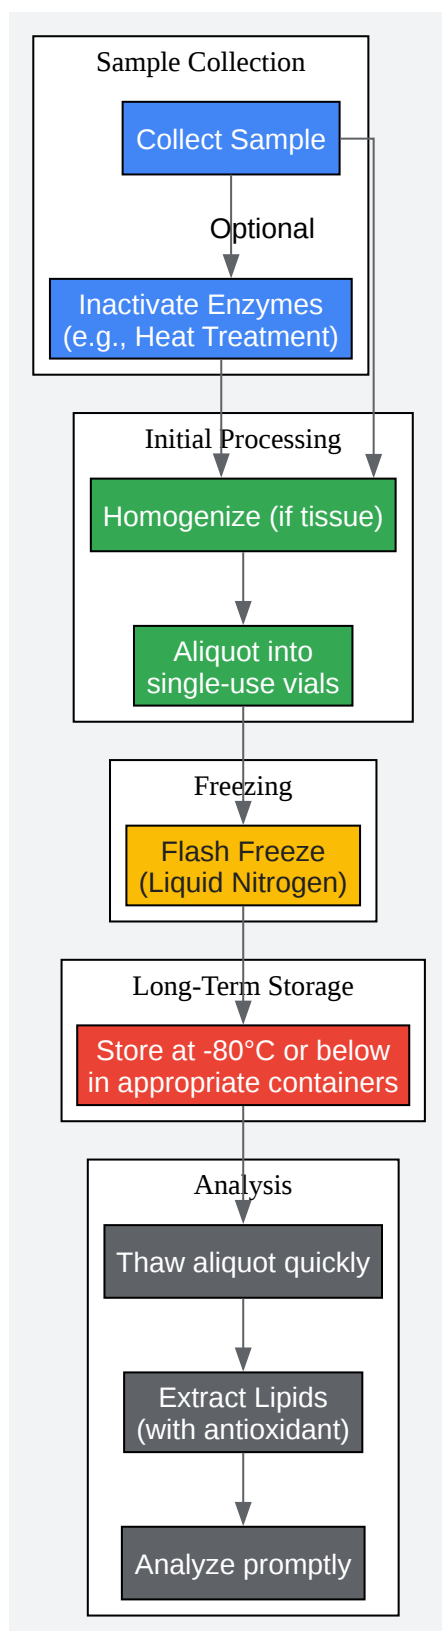 Sample Collection
Collect Sample
Optional
Inactivate Enzymes
(e.g., Heat Treatment)
Initial Processing
Homogenize (if tissue)
Aliquot into
single-use vials
Freezing
Flash Freeze
(Liquid Nitrogen)
Long-Term Storage
Store at -80°C or below
in appropriate containers
Analysis
Thaw aliquot quickly
Extract Lipids
(with antioxidant)
Analyze promptly